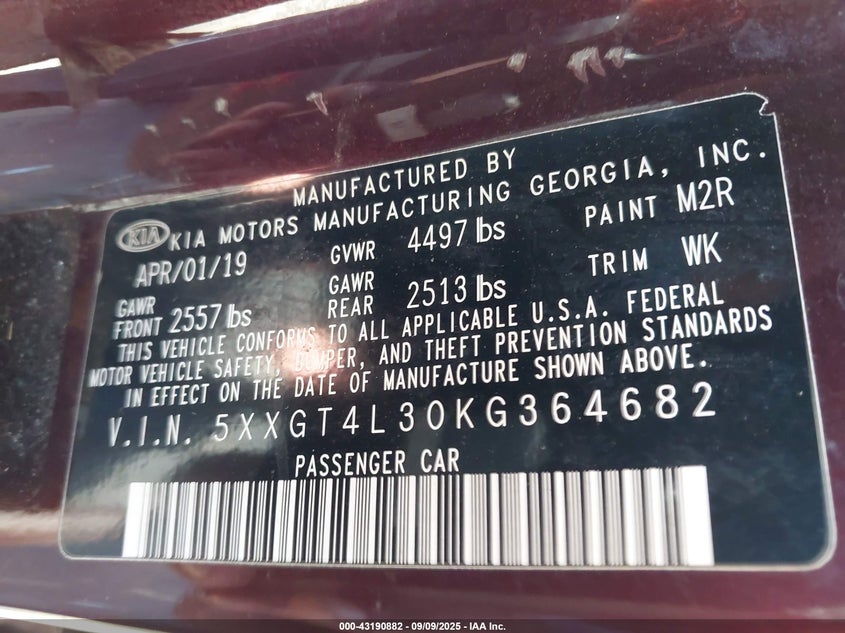 MANUFACTURED BY
KIA KIA MOTORS MANUFACTURING GEORGIA, INC.
APR/01/19 GVWR 4497 lbs PAINT M2R
GAWR FRONT 2557 lbs GAWR REAR 2513 lbs TRIM WK
THIS VEHICLE CONFORMS TO ALL APPLICABLE U.S.A. FEDERAL
MOTOR VEHICLE SAFETY, BUMPER, AND THEFT PREVENTION STANDARDS
IN EFFECT ON THE DATE OF MANUFACTURE SHOWN ABOVE.
V.I.N. 5XXGT4L30KG364682
PASSENGER CAR
000-43190882 - 09/09/2025 - IAA Inc.